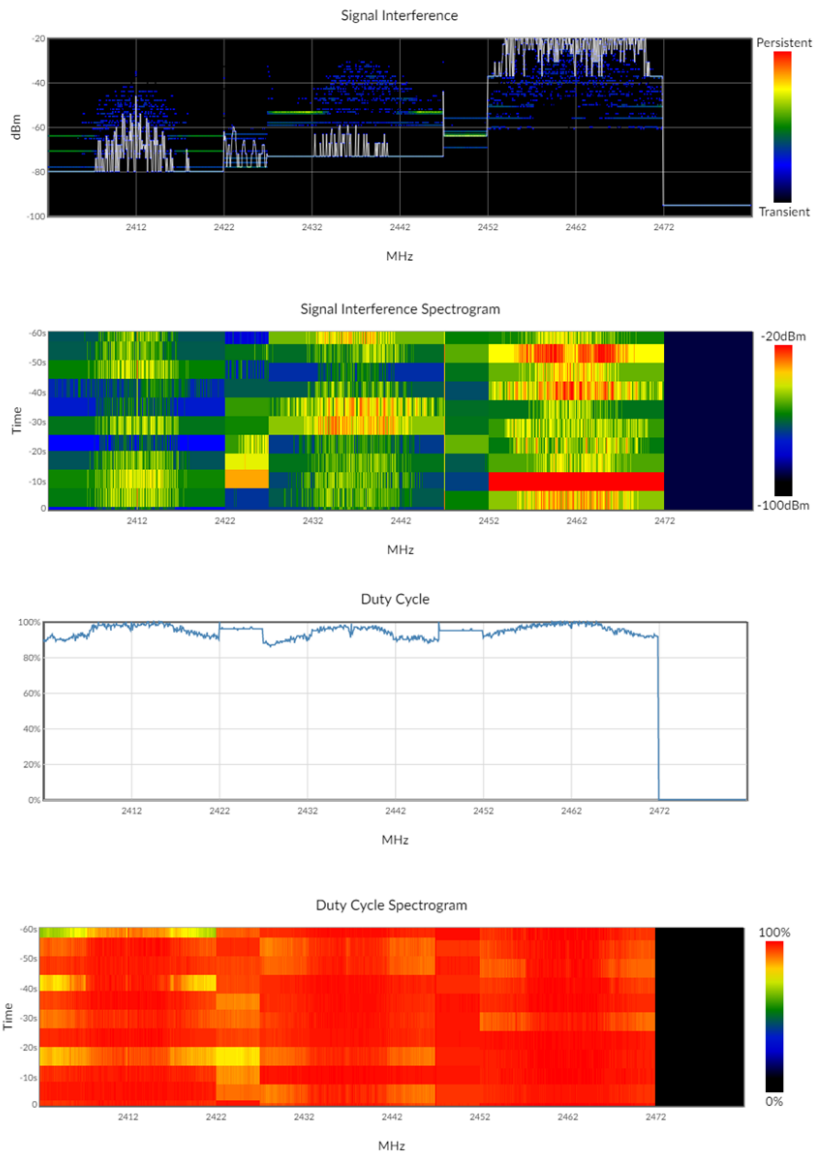 Signal Interference
-20
-40
-60
-80
-100
dBm
2412 2422 2432 2442 2452 2462 2472
MHz
Persistent
Transient
Signal Interference Spectrogram
-60s
-50s
-40s
-30s
-20s
-10s
0
Time
2412 2422 2432 2442 2452 2462 2472
MHz
-20dBm
-100dBm
Duty Cycle
100%
80%
60%
40%
20%
0%
2412 2422 2432 2442 2452 2462 2472
MHz
Duty Cycle Spectrogram
-60s
-50s
-40s
-30s
-20s
-10s
0
Time
2412 2422 2432 2442 2452 2462 2472
MHz
100%
0%